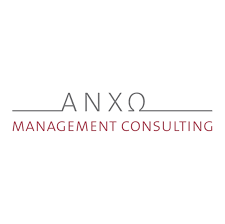 ANXΩ
MANAGEMENT CONSULTING